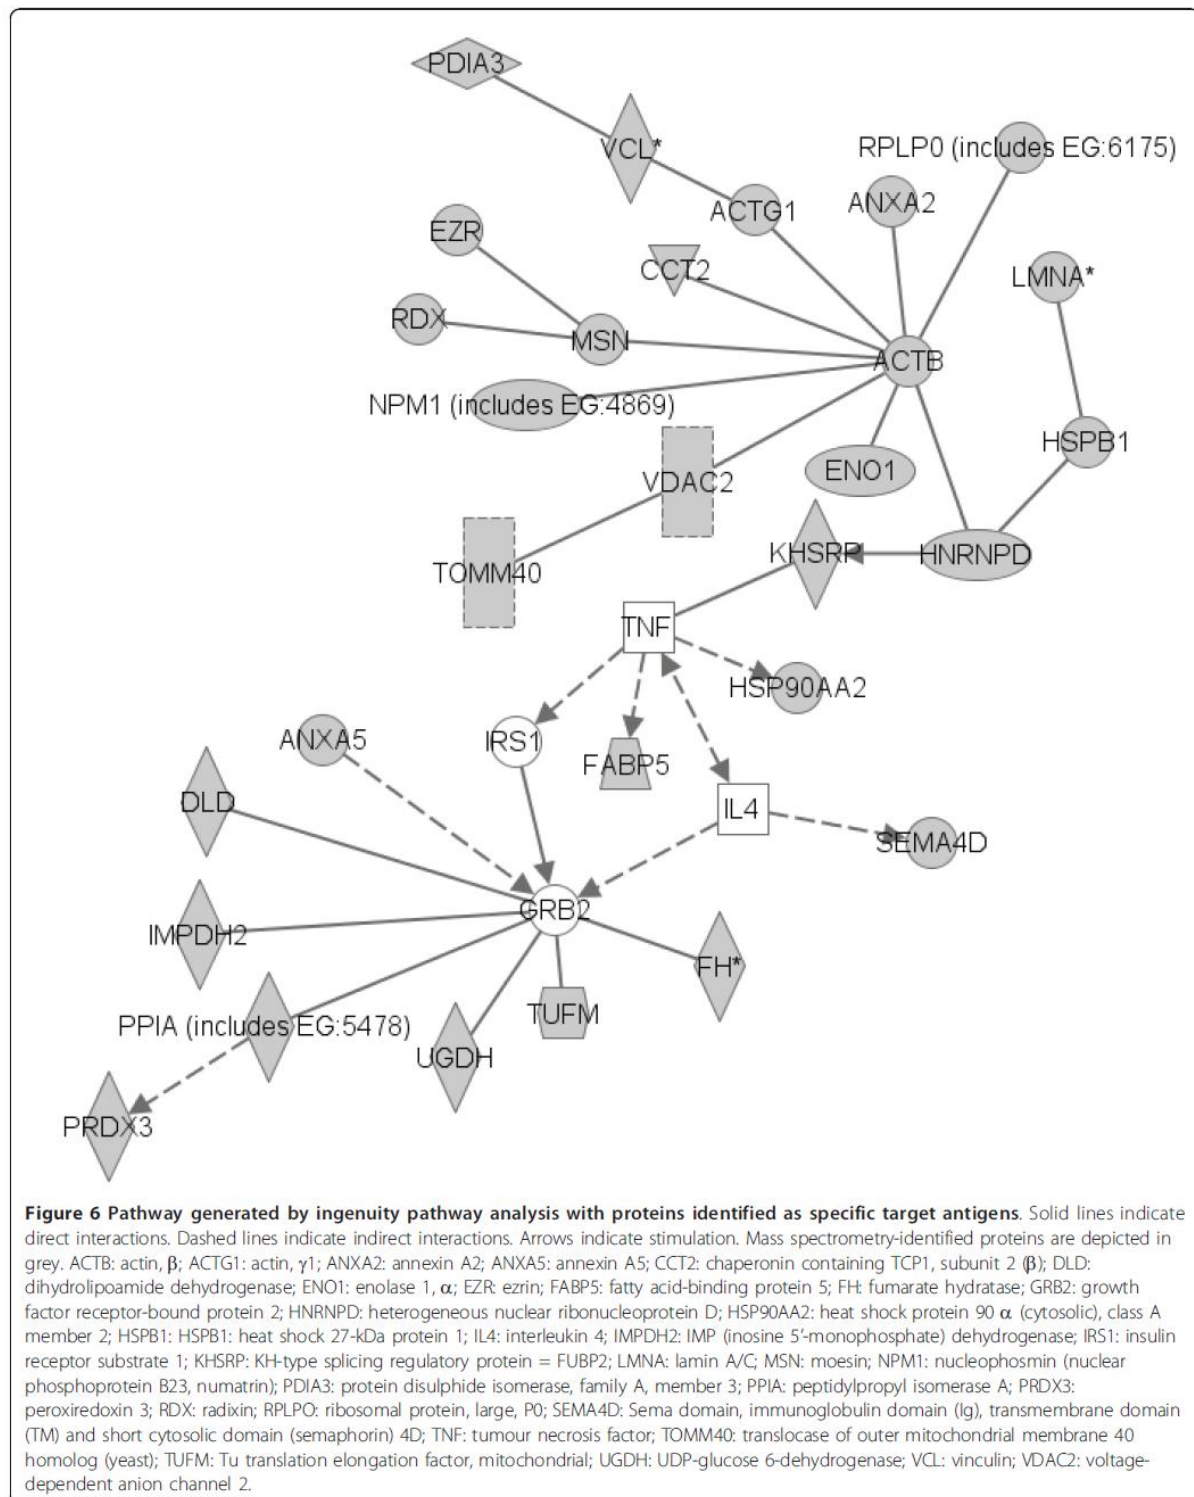 PDIA3
VCL*
RPLP0 (includes EG:6175)
ACTG1
ANXA2
EZR
CCT2
LMNA*
RDX
MSN
ACTB
NPM1 (includes EG:4869)
HSPB1
VDAC2
ENO1
KHSRP
HNRNPD
TOMM40
TNF
HSP90AA2
ANXA5
IRS1
FABP5
DLD
IL4
SEMA4D
GRB2
IMPDH2
FH*
TUFM
PPIA (includes EG:5478)
UGDH
PRDX3
Figure 6 Pathway generated by ingenuity pathway analysis with proteins identified as specific target antigens. Solid lines indicate
direct interactions. Dashed lines indicate indirect interactions. Arrows indicate stimulation. Mass spectrometry-identified proteins are depicted in
grey. ACTB: actin, β; ACTG1: actin, γ1; ANXA2: annexin A2; ANXA5: annexin A5; CCT2: chaperonin containing TCP1, subunit 2 (β); DLD:
dihydrolipoamide dehydrogenase; ENO1: enolase 1, α; EZR: ezrin; FABP5: fatty acid-binding protein 5; FH: fumarate hydratase; GRB2: growth
factor receptor-bound protein 2; HNRNPD: heterogeneous nuclear ribonucleoprotein D; HSP90AA2: heat shock protein 90 α (cytosolic), class A
member 2; HSPB1: HSPB1: heat shock 27-kDa protein 1; IL4: interleukin 4; IMPDH2: IMP (inosine 5′-monophosphate) dehydrogenase; IRS1: insulin
receptor substrate 1; KHSRP: KH-type splicing regulatory protein = FUBP2; LMNA: lamin A/C; MSN: moesin; NPM1: nucleophosmin (nuclear
phosphoprotein B23, numatrin); PDIA3: protein disulphide isomerase, family A, member 3; PPIA: peptidylpropyl isomerase A; PRDX3:
peroxiredoxin 3; RDX: radixin; RPLPO: ribosomal protein, large, P0; SEMA4D: Sema domain, immunoglobulin domain (Ig), transmembrane domain
(TM) and short cytosolic domain (semaphorin) 4D; TNF: tumour necrosis factor; TOMM40: translocase of outer mitochondrial membrane 40
homolog (yeast); TUFM: Tu translation elongation factor, mitochondrial; UGDH: UDP-glucose 6-dehydrogenase; VCL: vinculin; VDAC2: voltage-
dependent anion channel 2.